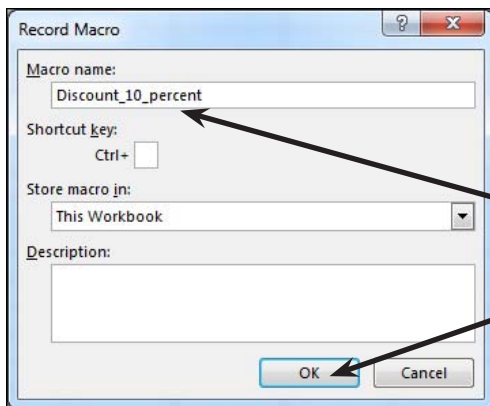 Record Macro
Macro name:
Discount_10_percent
Shortcut key:
Ctrl+
Store macro in:
This Workbook
Description:
OK Cancel